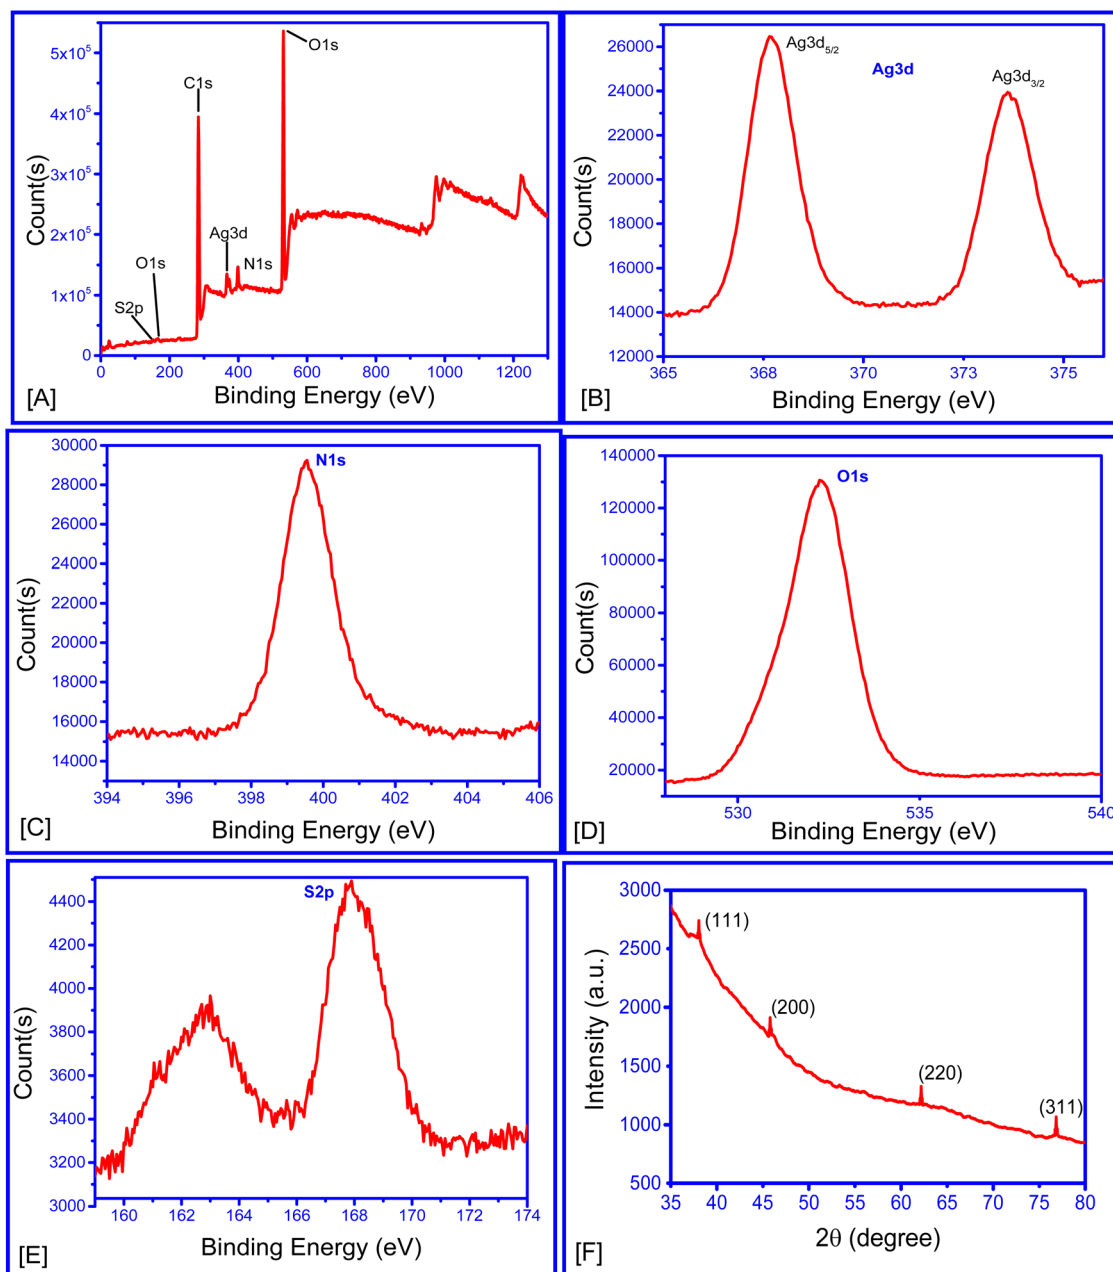 5x10⁵
4x10⁵
3x10⁵
2x10⁵
1x10⁵
0
O1s
C1s
Ag3d
O1s
N1s
S2p
0 200 400 600 800 1000 1200
Count(s)
Binding Energy (eV)
[A]
26000
24000
22000
20000
18000
16000
14000
12000
Ag3d5/2
Ag3d
Ag3d3/2
365 368 370 373 375
Count(s)
Binding Energy (eV)
[B]
30000
28000
26000
24000
22000
20000
18000
16000
14000
N1s
394 396 398 400 402 404 406
Count(s)
Binding Energy (eV)
[C]
140000
120000
100000
80000
60000
40000
20000
O1s
530 535 540
Count(s)
Binding Energy (eV)
[D]
4400
4200
4000
3800
3600
3400
3200
3000
S2p
160 162 164 166 168 170 172 174
Count(s)
Binding Energy (eV)
[E]
3000
2500
2000
1500
1000
500
(111)
(200)
(220)
(311)
35 40 45 50 55 60 65 70 75 80
Intensity (a.u.)
2θ (degree)
[F]